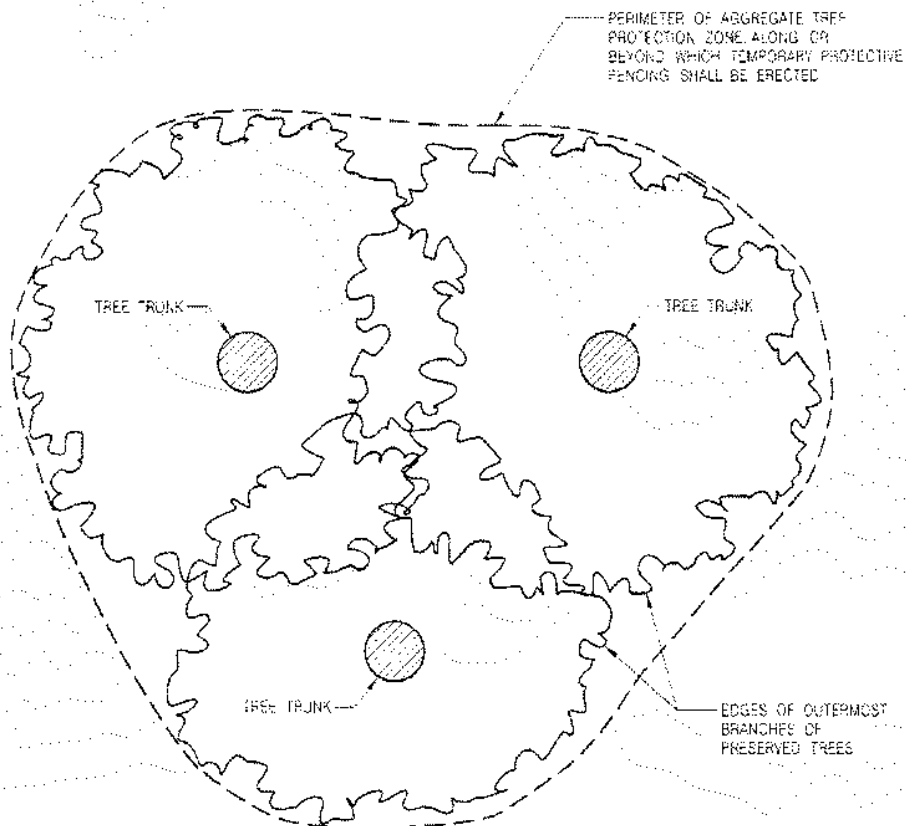 PERIMETER OF AGGREGATE TREE
PROTECTION ZONE, ALONG OR
BEYOND WHICH TEMPORARY PROTECTIVE
FENCING SHALL BE ERECTED
TREE TRUNK
TREE TRUNK
TREE TRUNK
EDGES OF OUTERMOST
BRANCHES OF
PRESERVED TREES